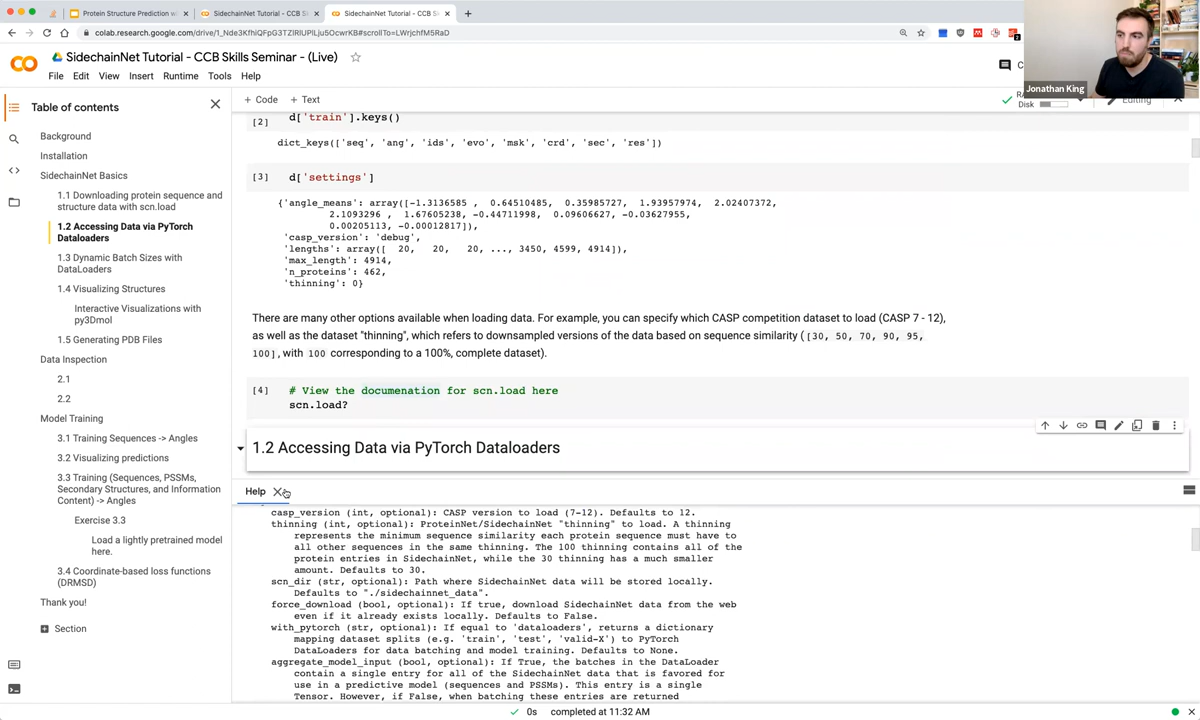 Protein Structure Prediction wi
SidechainNet Tutorial - CCB Sk
SidechainNet Tutorial - CCB Sk
colab.research.google.com/drive/1_Nde3KfhiQFpG3TZlRlUPlLju5OcwrKB#scrollTo=LWrjchfM5RaD
SidechainNet Tutorial - CCB Skills Seminar - (Live)
File Edit View Insert Runtime Tools Help
Jonathan King
Table of contents
+ Code + Text
Disk
Editing
Background
Installation
SidechainNet Basics
1.1 Downloading protein sequence and
structure data with scn.load
1.2 Accessing Data via PyTorch
Dataloaders
1.3 Dynamic Batch Sizes with
DataLoaders
1.4 Visualizing Structures
Interactive Visualizations with
py3Dmol
1.5 Generating PDB Files
Data Inspection
2.1
2.2
Model Training
3.1 Training Sequences -> Angles
3.2 Visualizing predictions
3.3 Training (Sequences, PSSMs,
Secondary Structures, and Information
Content) -> Angles
Exercise 3.3
Load a lightly pretrained model
here.
3.4 Coordinate-based loss functions
(DRMSD)
Thank you!
Section
[2] d['train'].keys()
dict_keys(['seq', 'ang', 'ids', 'evo', 'msk', 'crd', 'sec', 'res'])
[3] d['settings']
{'angle_means': array([-1.3136585 , 0.64510485, 0.35985727, 1.93957974, 2.02407372,
2.1093296 , 1.67605238, -0.44711998, 0.09606627, -0.03627955,
0.00205113, -0.00012817]),
'casp_version': 'debug',
'lengths': array([ 20, 20, 20, ..., 3450, 4599, 4914]),
'max_length': 4914,
'n_proteins': 462,
'thinning': 0}
There are many other options available when loading data. For example, you can specify which CASP competition dataset to load (CASP 7 - 12),
as well as the dataset "thinning", which refers to downsampled versions of the data based on sequence similarity ([30, 50, 70, 90, 95,
100], with 100 corresponding to a 100%, complete dataset).
[4] # View the documenation for scn.load here
scn.load?
1.2 Accessing Data via PyTorch Dataloaders
Help
casp_version (int, optional): CASP version to load (7-12). Defaults to 12.
thinning (int, optional): ProteinNet/SidechainNet "thinning" to load. A thinning
represents the minimum sequence similarity each protein sequence must have to
all other sequences in the same thinning. The 100 thinning contains all of the
protein entries in SidechainNet, while the 30 thinning has a much smaller
amount. Defaults to 30.
scn_dir (str, optional): Path where SidechainNet data will be stored locally.
Defaults to "./sidechainnet_data".
force_download (bool, optional): If true, download SidechainNet data from the web
even if it already exists locally. Defaults to False.
with_pytorch (str, optional): If equal to 'dataloaders', returns a dictionary
mapping dataset splits (e.g. 'train', 'test', 'valid-X') to PyTorch
DataLoaders for data batching and model training. Defaults to None.
aggregate_model_input (bool, optional): If True, the batches in the DataLoader
contain a single entry for all of the SidechainNet data that is favored for
use in a predictive model (sequences and PSSMs). This entry is a single
Tensor. However, if False, when batching these entries are returned
0s completed at 11:32 AM